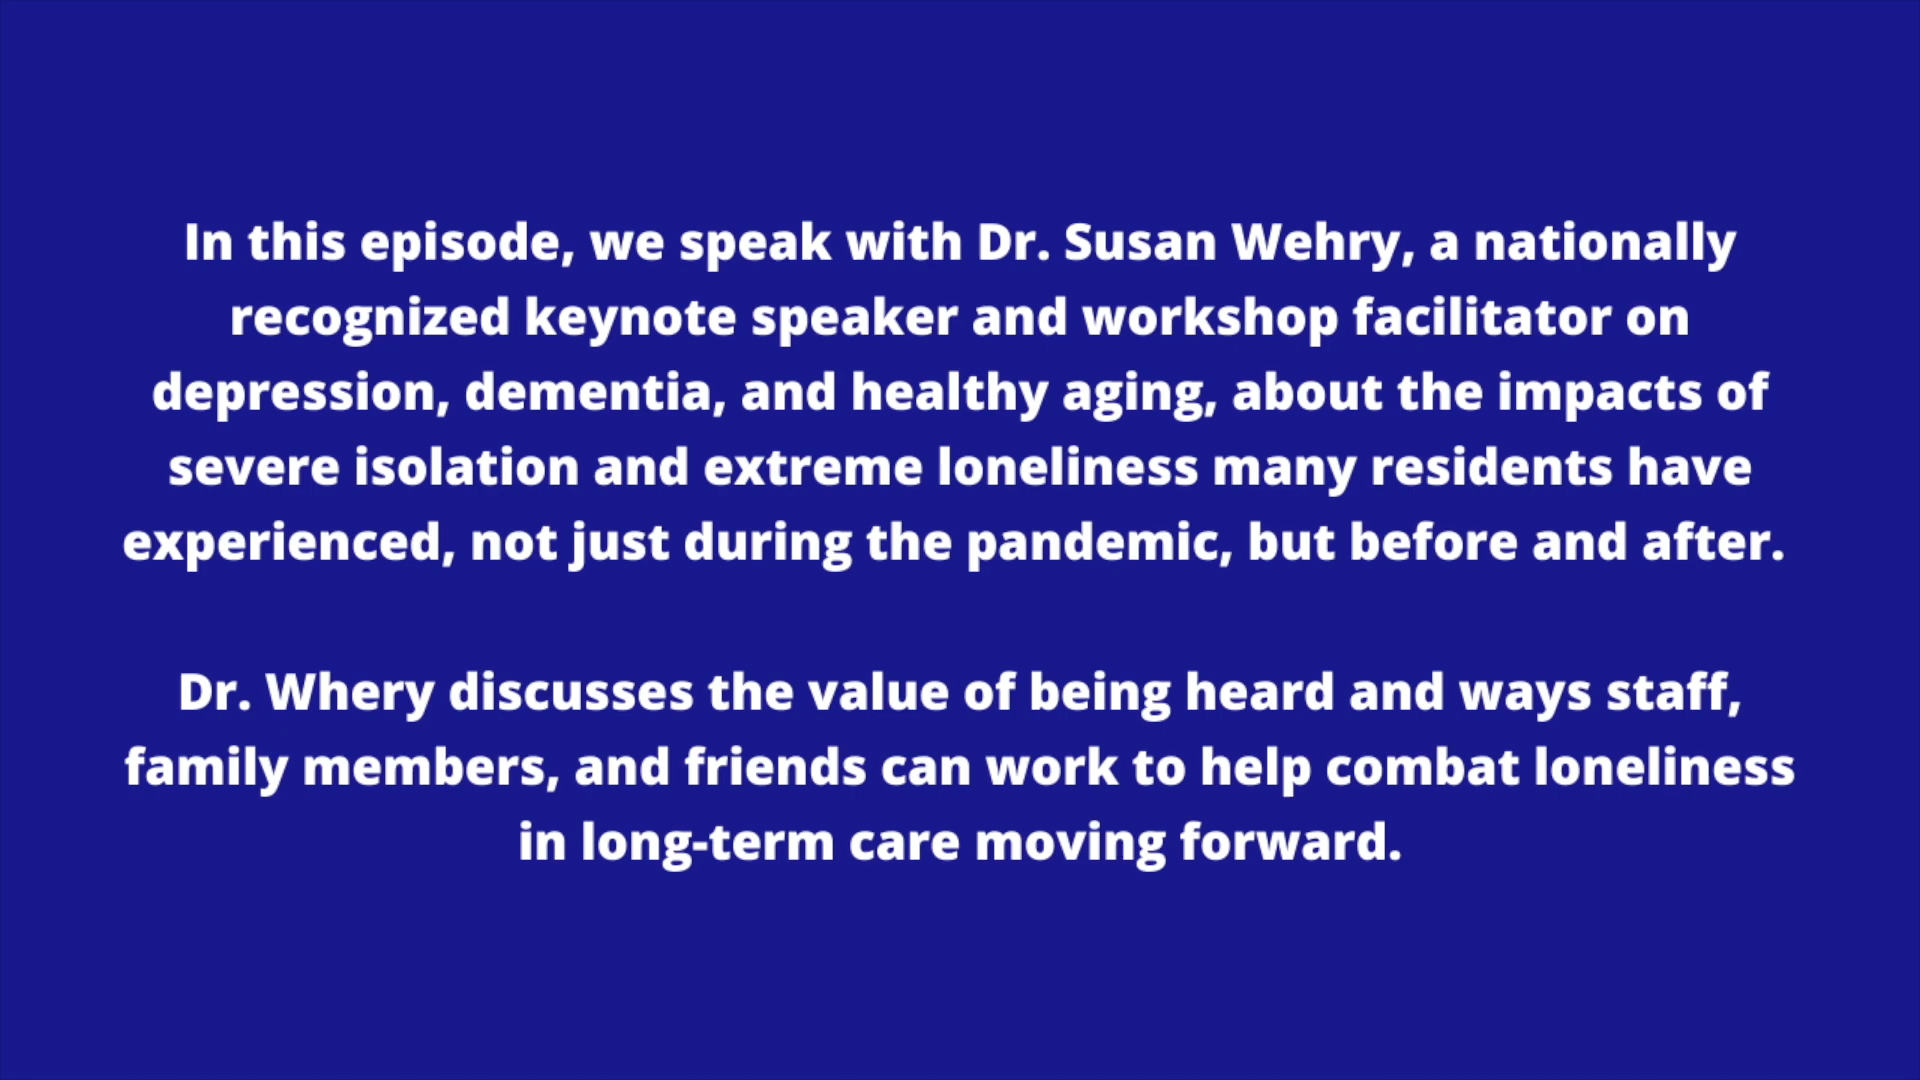 In this episode, we speak with Dr. Susan Wehry, a nationally
recognized keynote speaker and workshop facilitator on
depression, dementia, and healthy aging, about the impacts of
severe isolation and extreme loneliness many residents have
experienced, not just during the pandemic, but before and after.
Dr. Whery discusses the value of being heard and ways staff,
family members, and friends can work to help combat loneliness
in long-term care moving forward.